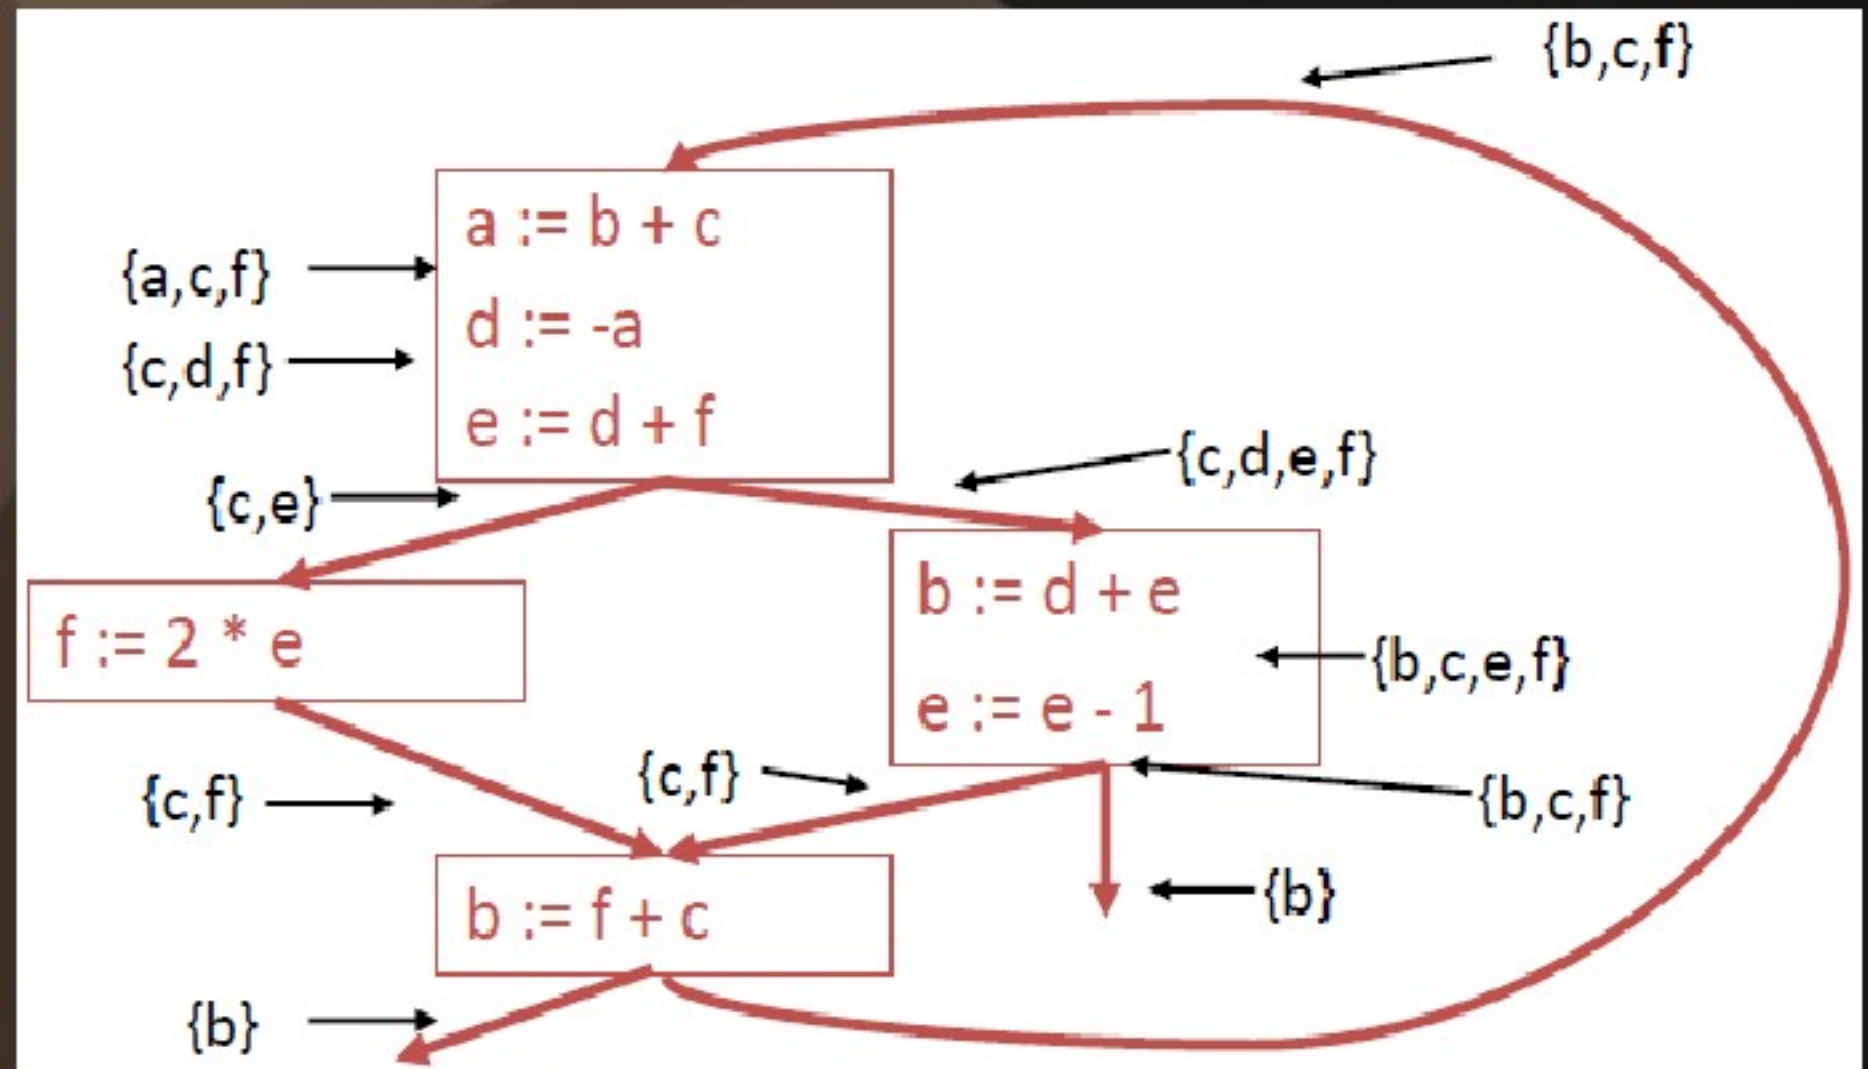 {b,c,f}
a := b + c
{a,c,f}
d := -a
{c,d,f}
e := d + f
{c,d,e,f}
{c,e}
b := d + e
f := 2 * e
{b,c,e,f}
e := e - 1
{c,f}
{c,f}
{b,c,f}
{b}
b := f + c
{b}